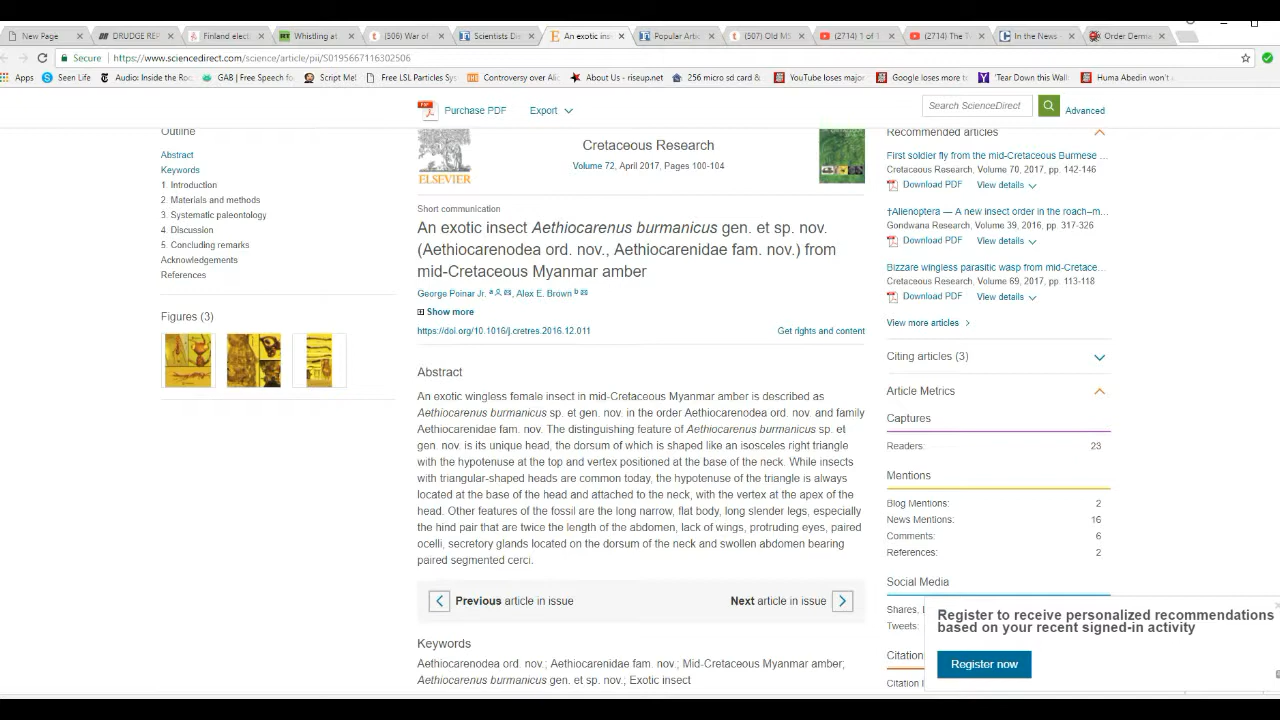 New Page
DRUDGE REP
Finland elect
Whistling at
(506) War of
Scientists Di
An exotic ins
Popular Artic
(507) Old M
(2714) 1 of 1
(2714) The T
In the News
Order Derma
Secure
https://www.sciencedirect.com/science/article/pii/S0195667116302506
Apps
Seen Life
Audio: Inside the Ro
GAB | Free Speech fo
Script Me!
Free LSL Particles Sy
Controversy over Ali
About Us - riseup.net
256 micro sd card &
YouTube loses major
Google loses more t
'Tear Down this Wall
Huma Abedin won't
Purchase PDF
Export
Search ScienceDirect
Advanced
Outline
Abstract
Keywords
1. Introduction
2. Materials and methods
3. Systematic paleontology
4. Discussion
5. Concluding remarks
Acknowledgements
References
Figures (3)
ELSEVIER
Cretaceous Research
Volume 72, April 2017, Pages 100-104
Short communication
An exotic insect Aethiocarenus burmanicus gen. et sp. nov.
(Aethiocarenodea ord. nov., Aethiocarenidae fam. nov.) from
mid-Cretaceous Myanmar amber
George Poinar Jr. a, Alex E. Brown b
Show more
https://doi.org/10.1016/j.cretres.2016.12.011
Get rights and content
Abstract
An exotic wingless female insect in mid-Cretaceous Myanmar amber is described as
Aethiocarenus burmanicus sp. et gen. nov. in the order Aethiocarenodea ord. nov. and family
Aethiocarenidae fam. nov. The distinguishing feature of Aethiocarenus burmanicus sp. et
gen. nov. is its unique head, the dorsum of which is shaped like an isosceles right triangle
with the hypotenuse at the top and vertex positioned at the base of the neck. While insects
with triangular-shaped heads are common today, the hypotenuse of the triangle is always
located at the base of the head and attached to the neck, with the vertex at the apex of the
head. Other features of the fossil are the long narrow, flat body, long slender legs, especially
the hind pair that are twice the length of the abdomen, lack of wings, protruding eyes, paired
ocelli, secretory glands located on the dorsum of the neck and swollen abdomen bearing
paired segmented cerci.
Previous article in issue
Next article in issue
Keywords
Aethiocarenodea ord. nov.; Aethiocarenidae fam. nov.; Mid-Cretaceous Myanmar amber;
Aethiocarenus burmanicus gen. et sp. nov.; Exotic insect
Recommended articles
First soldier fly from the mid-Cretaceous Burmese ...
Cretaceous Research, Volume 70, 2017, pp. 142-146
Download PDF
View details
†Alienoptera — A new insect order in the roach–m...
Gondwana Research, Volume 39, 2016, pp. 317-326
Download PDF
View details
Bizzare wingless parasitic wasp from mid-Cretace...
Cretaceous Research, Volume 69, 2017, pp. 113-118
Download PDF
View details
View more articles
Citing articles (3)
Article Metrics
Captures
Readers: 23
Mentions
Blog Mentions: 2
News Mentions: 16
Comments: 6
References: 2
Social Media
Shares,
Tweets:
Citation
Citation I
Register to receive personalized recommendations
based on your recent signed-in activity
Register now